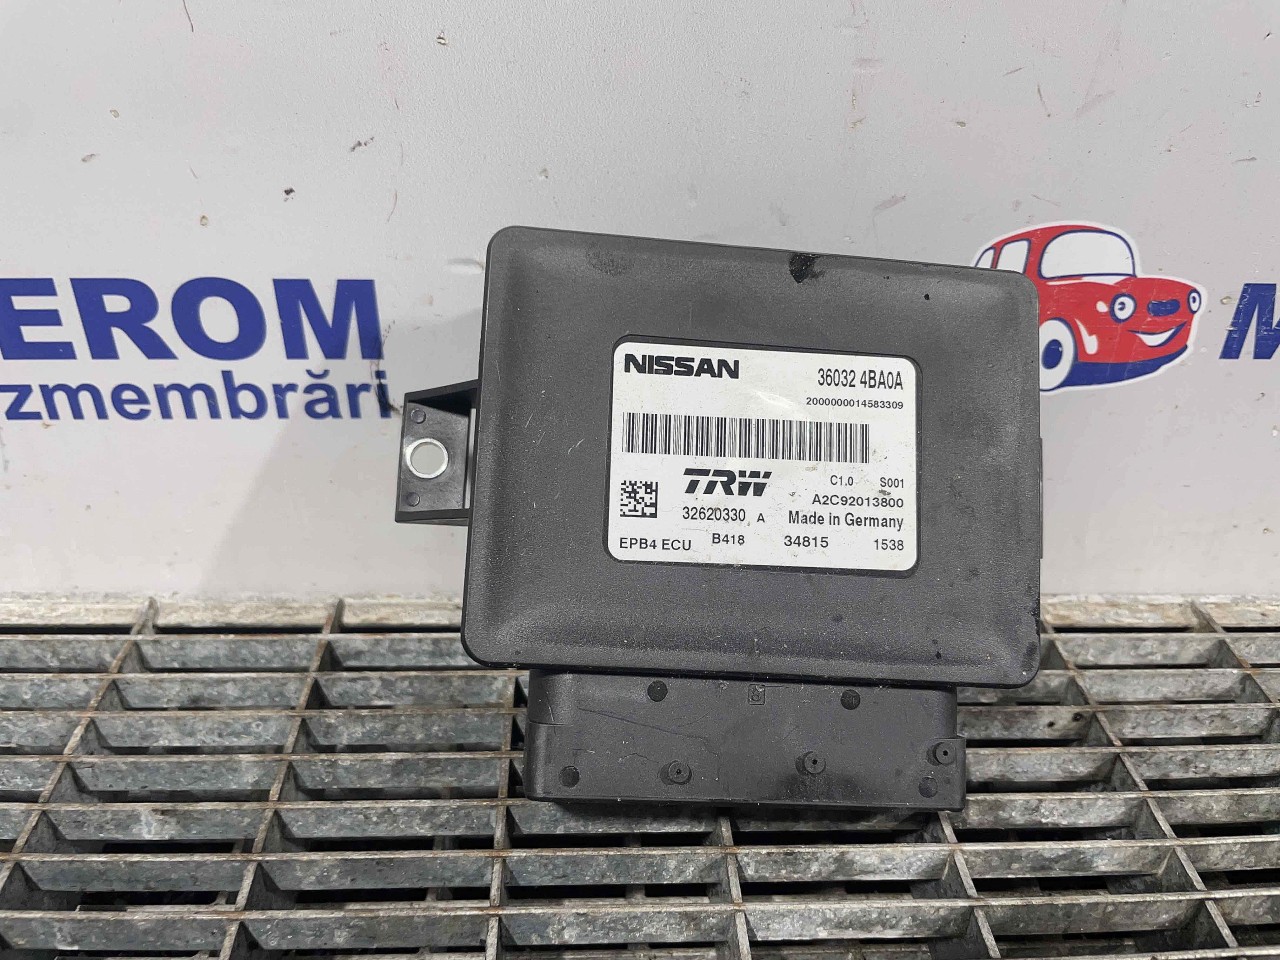 EROM
zmembrări
M
NISSAN 36032 4BA0A
2000000014583309
TRW C1.0 S001
A2C92013800
32620330 A Made in Germany
EPB4 ECU B418 34815 1538
8